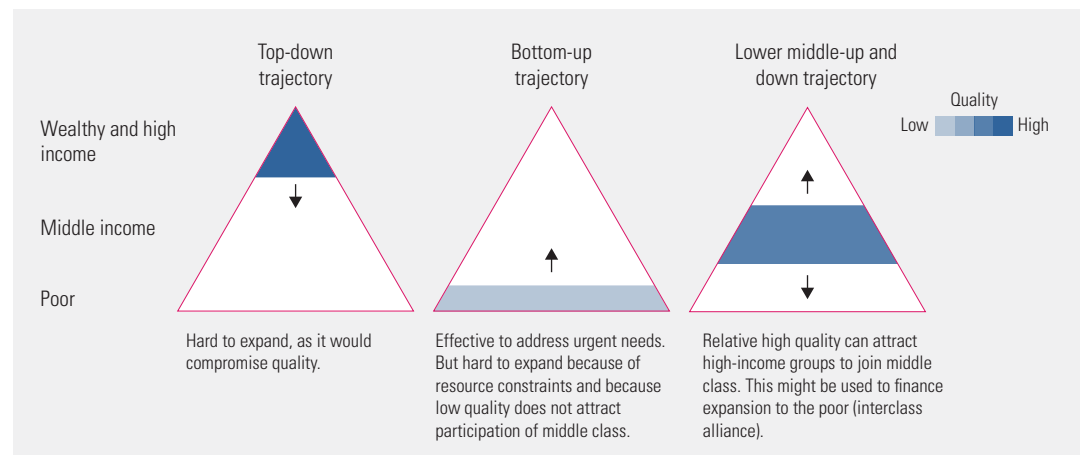 Top-down
trajectory
Bottom-up
trajectory
Lower middle-up and
down trajectory
Quality
Low
High
Wealthy and high
income
Middle income
Poor
Hard to expand, as it would
compromise quality.
Effective to address urgent needs.
But hard to expand because of
resource constraints and because
low quality does not attract
participation of middle class.
Relative high quality can attract
high-income groups to join middle
class. This might be used to finance
expansion to the poor (interclass
alliance).